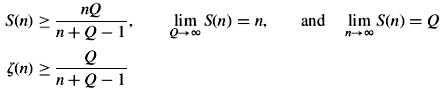 S(n) ≥ nQ / (n + Q − 1), lim_{Q→∞} S(n) = n, and lim_{n→∞} S(n) = Q
ζ(n) ≥ Q / (n + Q − 1)